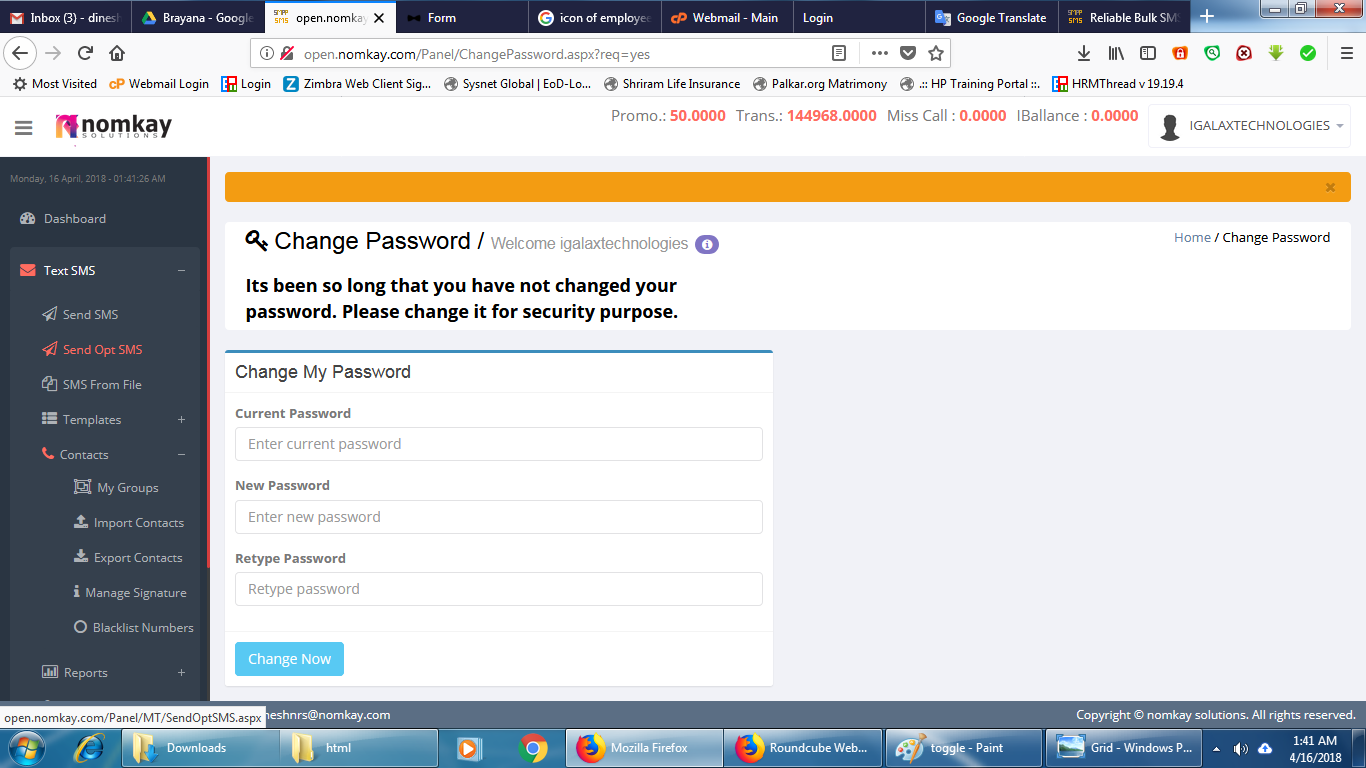 Inbox (3) - dinesh
Brayana - Google
open.nomkay
Form
icon of employee
Webmail - Main
Login
Google Translate
Reliable Bulk SMS
open.nomkay.com/Panel/ChangePassword.aspx?req=yes
Most Visited
cP Webmail Login
Login
Zimbra Web Client Sig...
Sysnet Global | EoD-Lo...
Shriram Life Insurance
Palkar.org Matrimony
.:: HP Training Portal ::.
HRMThread v 19.19.4
nomkay
SOLUTIONS
Promo.: 50.0000 Trans.: 144968.0000 Miss Call : 0.0000 IBallance : 0.0000
IGALAXTECHNOLOGIES
Monday, 16 April, 2018 - 01:41:26 AM
Dashboard
Text SMS
Send SMS
Send Opt SMS
SMS From File
Templates
Contacts
My Groups
Import Contacts
Export Contacts
Manage Signature
Blacklist Numbers
Reports
Change Password / Welcome igalaxtechnologies
Home / Change Password
Its been so long that you have not changed your
password. Please change it for security purpose.
Change My Password
Current Password
Enter current password
New Password
Enter new password
Retype Password
Retype password
Change Now
open.nomkay.com/Panel/MT/SendOptSMS.aspx
eshnrs@nomkay.com
Copyright © nomkay solutions. All rights reserved.
Downloads
html
Mozilla Firefox
Roundcube Web...
toggle - Paint
Grid - Windows P...
1:41 AM
4/16/2018